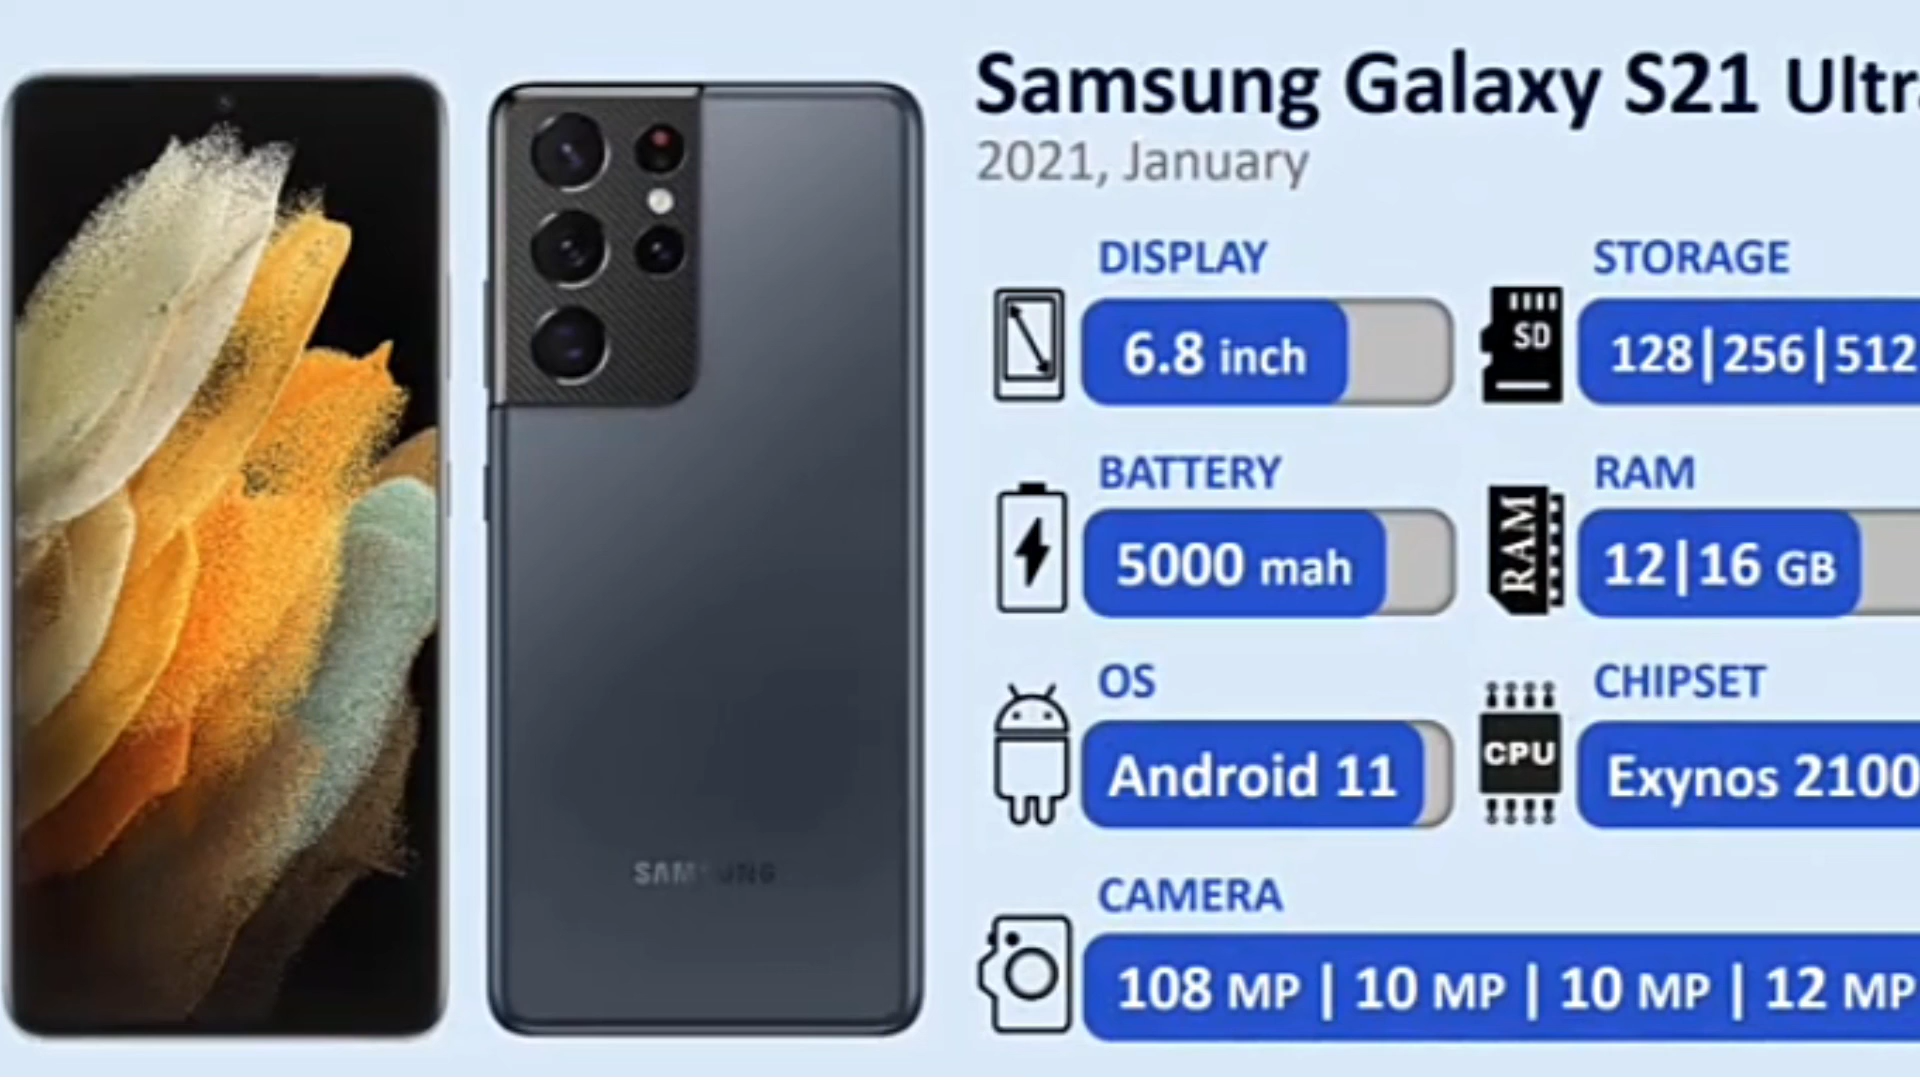 Samsung Galaxy S21 Ultra
2021, January
DISPLAY
6.8 inch
STORAGE
SD
128|256|512
BATTERY
5000 mah
RAM
RAM
12|16 GB
OS
Android 11
CHIPSET
CPU
Exynos 2100
CAMERA
108 MP | 10 MP | 10 MP | 12 MP
SAMSUNG